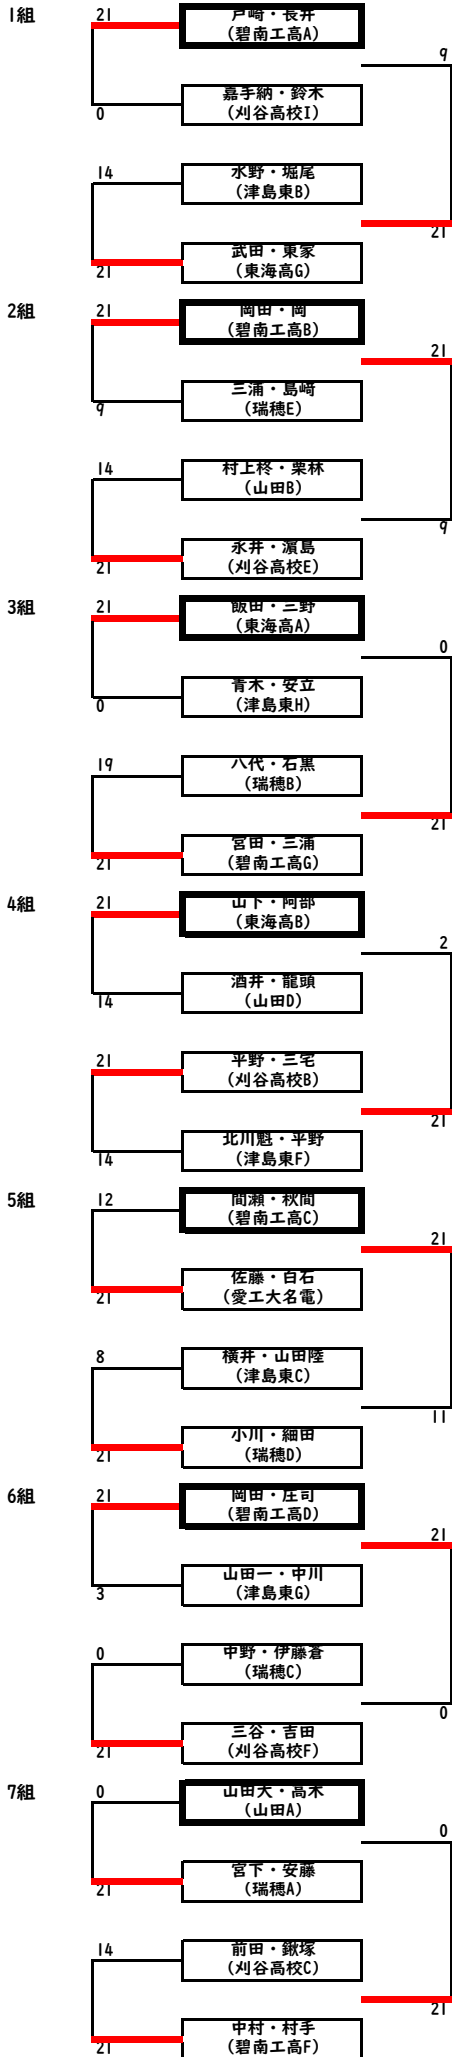 1組
21
戸崎・長井
(碧南工高A)
9
0
嘉手納・鈴木
(刈谷高校I)
14
水野・堀尾
(津島東B)
21
21
武田・東家
(東海高G)
2組
21
岡田・岡
(碧南工高B)
21
9
三浦・島﨑
(瑞穂E)
14
村上柊・栗林
(山田B)
9
21
永井・濵島
(刈谷高校E)
3組
21
飯田・三野
(東海高A)
0
0
青木・安立
(津島東H)
19
八代・石黒
(瑞穂B)
21
21
宮田・三浦
(碧南工高G)
4組
21
山下・阿部
(東海高B)
2
14
酒井・龍頭
(山田D)
21
平野・三宅
(刈谷高校B)
21
14
北川魁・平野
(津島東F)
5組
12
間瀬・秋間
(碧南工高C)
21
21
佐藤・白石
(愛工大名電)
8
横井・山田陸
(津島東C)
11
21
小川・細田
(瑞穂D)
6組
21
岡田・庄司
(碧南工高D)
21
3
山田一・中川
(津島東G)
0
中野・伊藤蒼
(瑞穂C)
0
21
三谷・吉田
(刈谷高校F)
7組
0
山田大・高木
(山田A)
0
21
宮下・安藤
(瑞穂A)
14
前田・鍬塚
(刈谷高校C)
21
21
中村・村手
(碧南工高F)